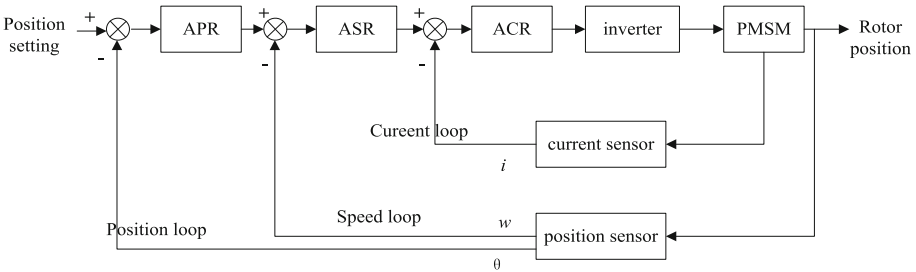 Position
setting
+
-
APR
+
-
ASR
+
-
ACR
inverter
PMSM
Rotor
position
Cureent loop
i
current sensor
Speed loop
w
Position loop
θ
position sensor